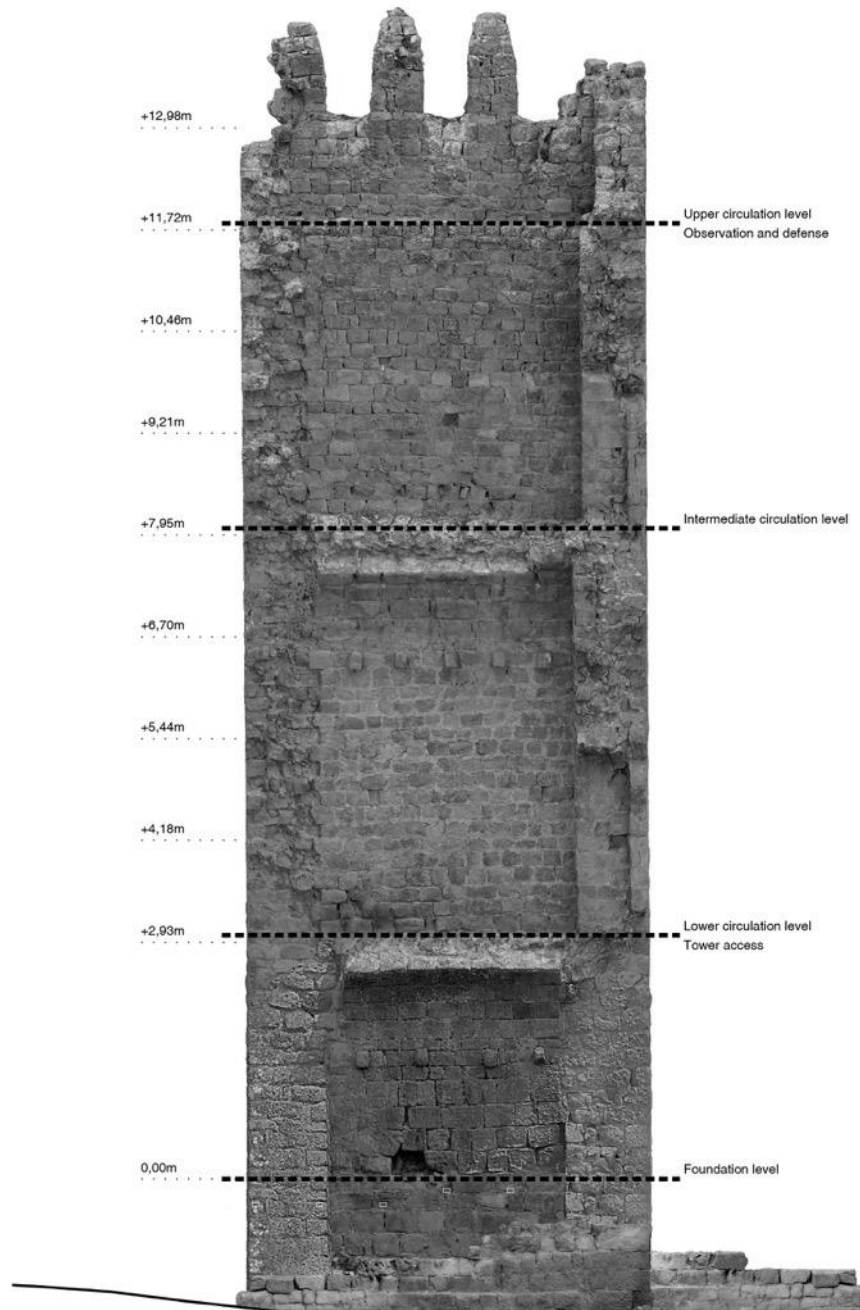 +12,98m
+11,72m
Upper circulation level
Observation and defense
+10,46m
+9,21m
+7,95m
Intermediate circulation level
+6,70m
+5,44m
+4,18m
+2,93m
Lower circulation level
Tower access
0,00m
Foundation level